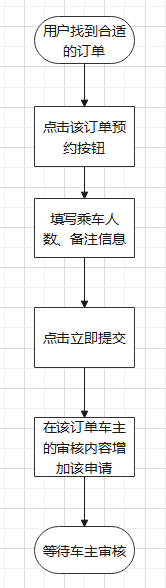 用户找到合适
的订单
点击该订单预
约按钮
填写乘车人
数、备注信息
点击立即提交
在该订单车主
的审核内容增
加该申请
等待车主审核